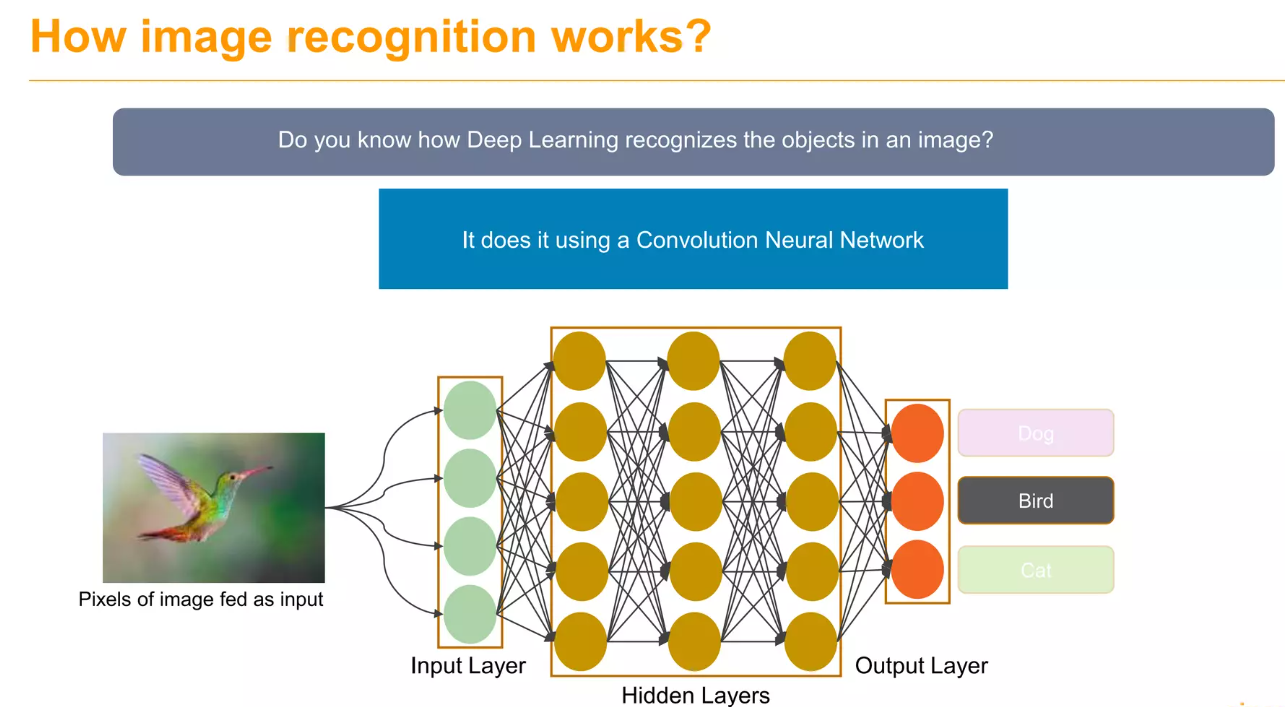 How image recognition works?
Do you know how Deep Learning recognizes the objects in an image?
It does it using a Convolution Neural Network
Dog
Bird
Cat
Pixels of image fed as input
Input Layer
Output Layer
Hidden Layers